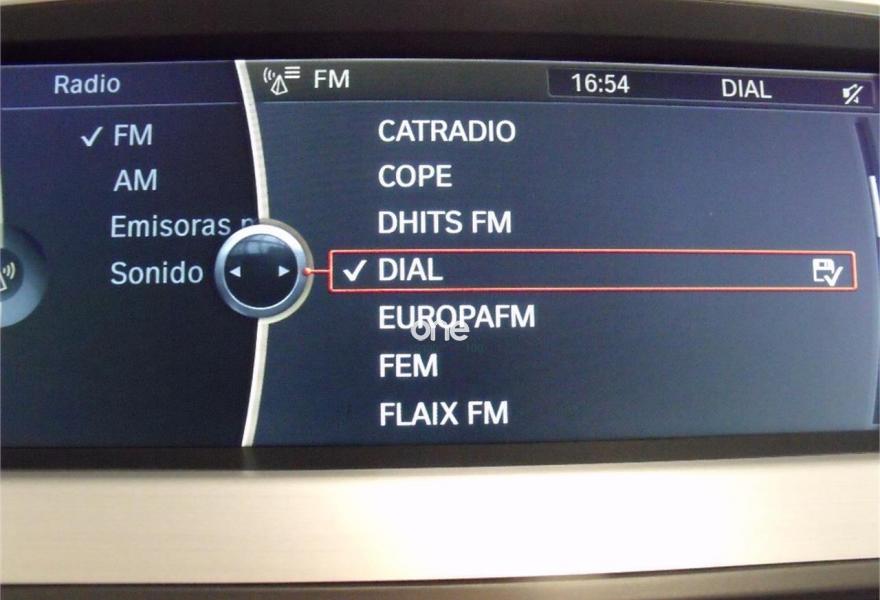 Radio
FM
16:54
DIAL
FM
AM
Emisoras
Sonido
CATRADIO
COPE
DHITS FM
DIAL
EUROPAFM
FEM
FLAIX FM
one